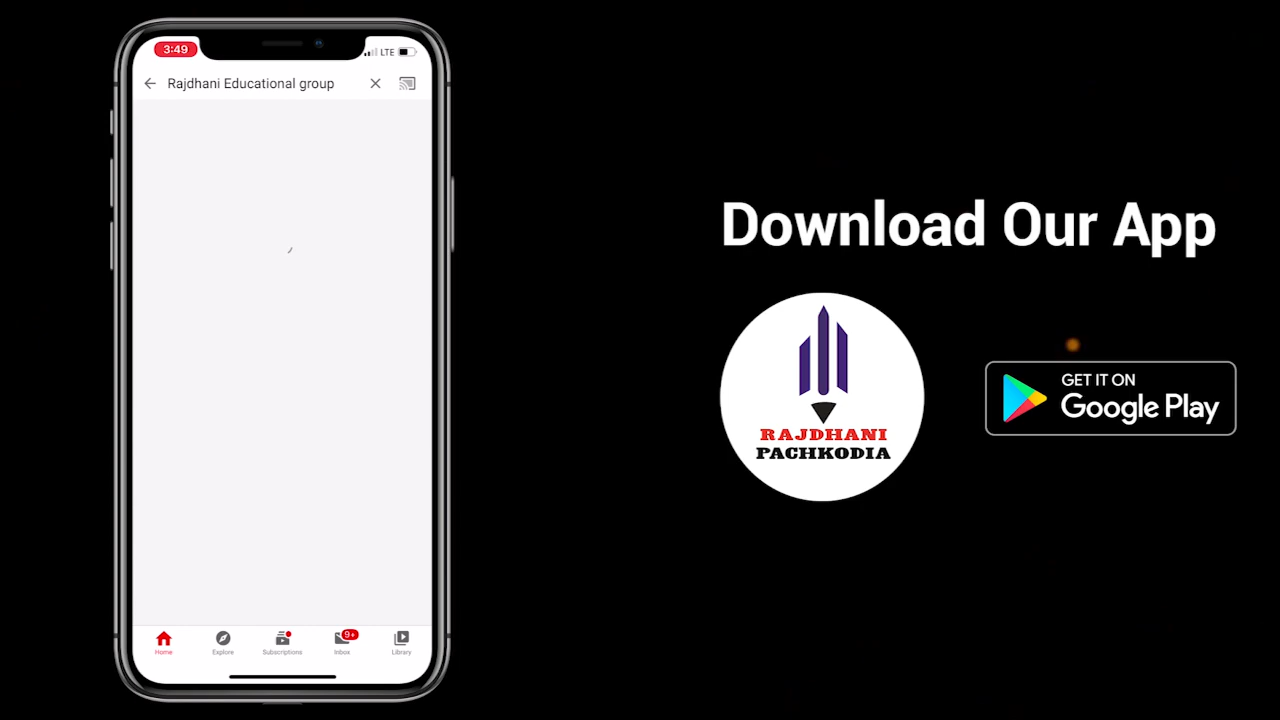 3:49
LTE
Rajdhani Educational group
Home
Explore
Subscriptions
9+
Inbox
Library
Download Our App
RAJDHANI
PACHKODIA
GET IT ON
Google Play